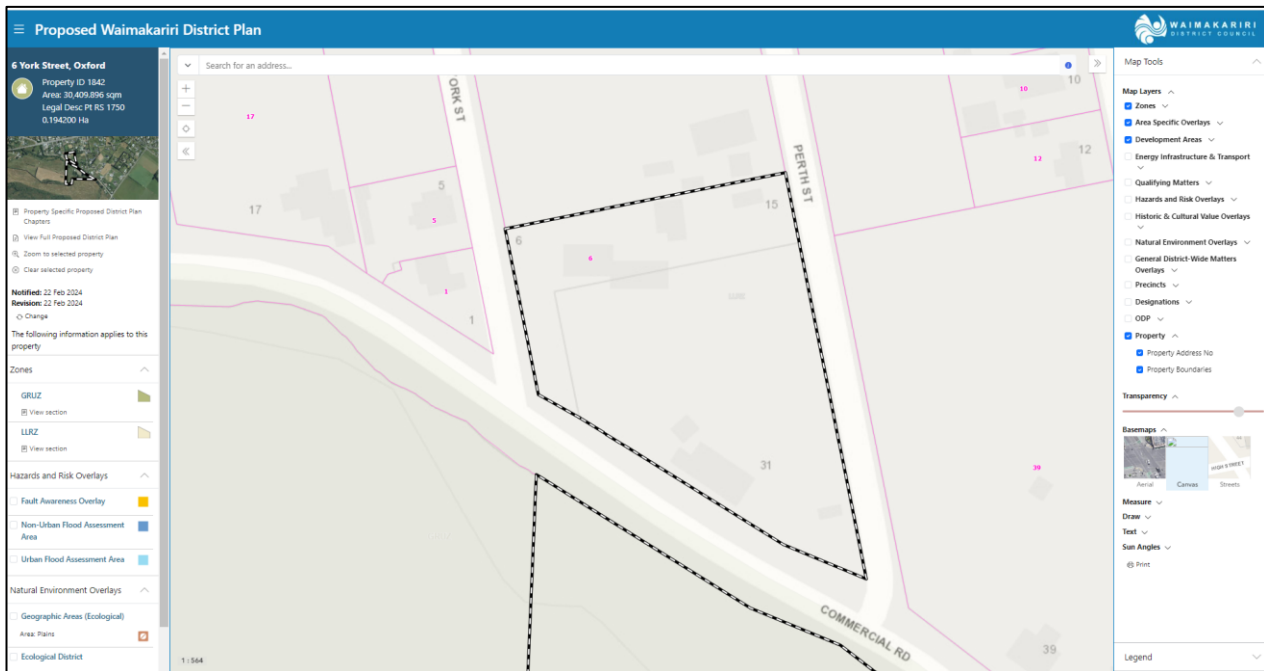 Proposed Waimakariri District Plan
WAIMAKARIRI
DISTRICT COUNCIL
6 York Street, Oxford
Property ID 1842
Area: 30,409.896 sqm
Legal Desc Pt RS 1750
0.194200 Ha
Property Specific Proposed District Plan
Chapters
View Full Proposed District Plan
Zoom to selected property
Clear selected property
Notified: 22 Feb 2024
Revision: 22 Feb 2024
Change
The following information applies to this
property
Zones
GRUZ
View section
LLRZ
View section
Hazards and Risk Overlays
Fault Awareness Overlay
Non-Urban Flood Assessment
Area
Urban Flood Assessment Area
Natural Environment Overlays
Geographic Areas (Ecological)
Area: Plains
Ecological District
Search for an address...
17
17
ORK ST
5
5
1
1
6
6
15
PERTH ST
10
10
12
12
31
39
39
COMMERCIAL RD
1 : 564
Map Tools
Map Layers
Zones
Area Specific Overlays
Development Areas
Energy Infrastructure & Transport
Qualifying Matters
Hazards and Risk Overlays
Historic & Cultural Value Overlays
Natural Environment Overlays
General District-Wide Matters
Overlays
Precincts
Designations
ODP
Property
Property Address No
Property Boundaries
Transparency
Basemaps
HIGH STREET
Aerial
Canvas
Streets
Measure
Draw
Text
Sun Angles
Print
Legend